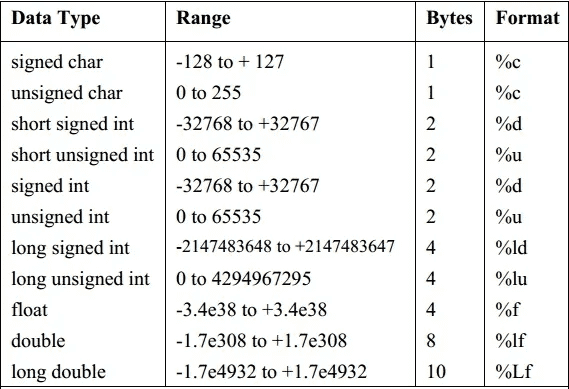 Data Type Range Bytes Format
signed char -128 to + 127 1 %c
unsigned char 0 to 255 1 %c
short signed int -32768 to +32767 2 %d
short unsigned int 0 to 65535 2 %u
signed int -32768 to +32767 2 %d
unsigned int 0 to 65535 2 %u
long signed int -2147483648 to +2147483647 4 %ld
long unsigned int 0 to 4294967295 4 %lu
float -3.4e38 to +3.4e38 4 %f
double -1.7e308 to +1.7e308 8 %lf
long double -1.7e4932 to +1.7e4932 10 %Lf